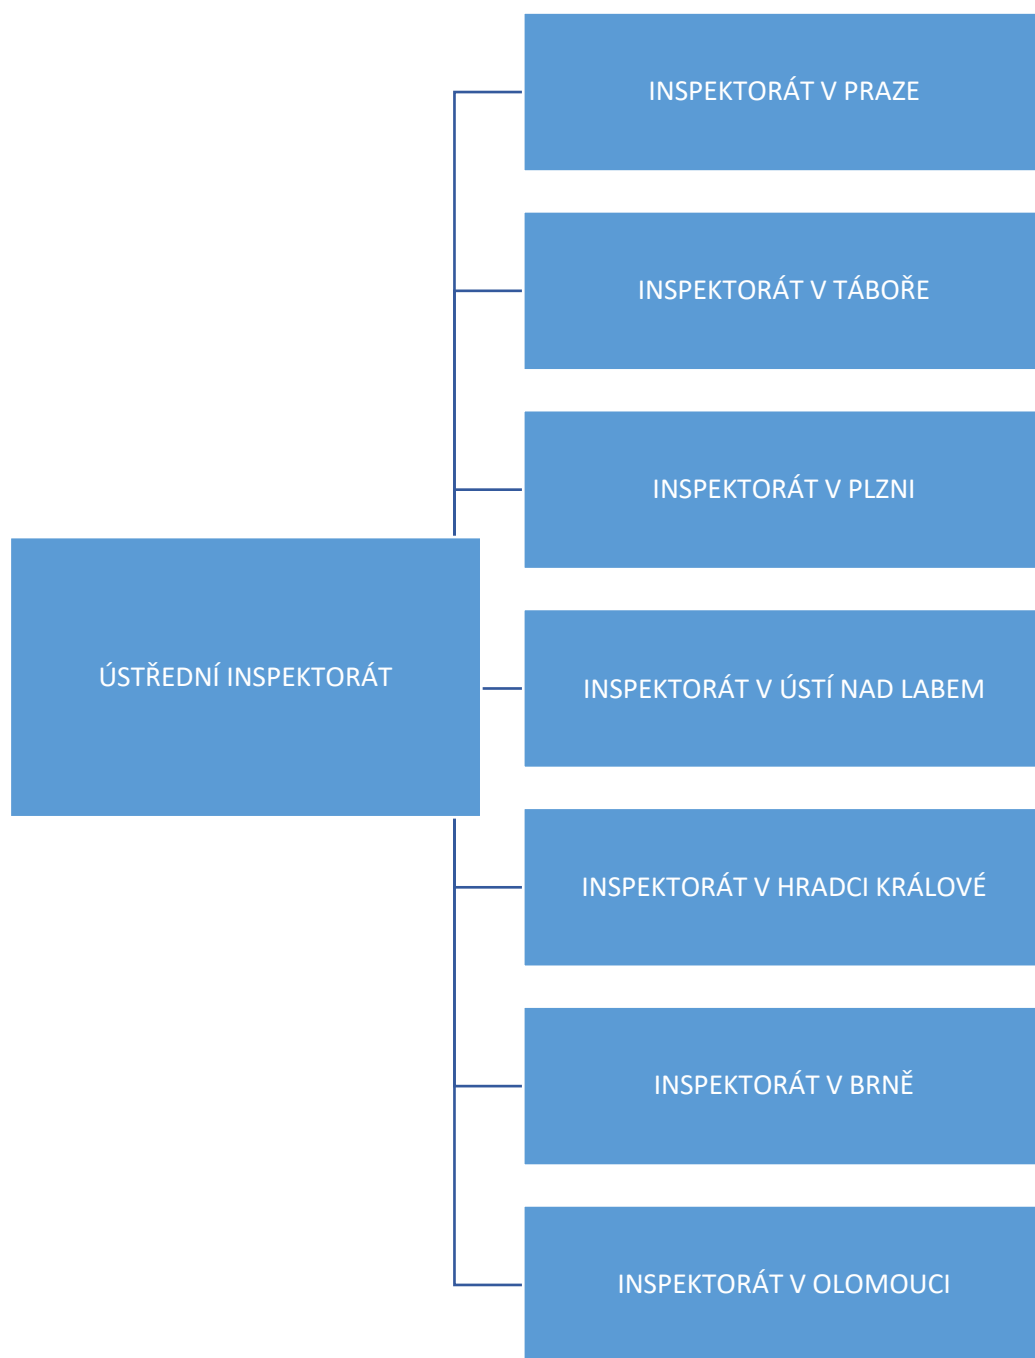 INSPEKTORÁT V PRAZE
INSPEKTORÁT V TÁBOŘE
INSPEKTORÁT V PLZNI
ÚSTŘEDNÍ INSPEKTORÁT
INSPEKTORÁT V ÚSTÍ NAD LABEM
INSPEKTORÁT V HRADCI KRÁLOVÉ
INSPEKTORÁT V BRNĚ
INSPEKTORÁT V OLOMOUCI